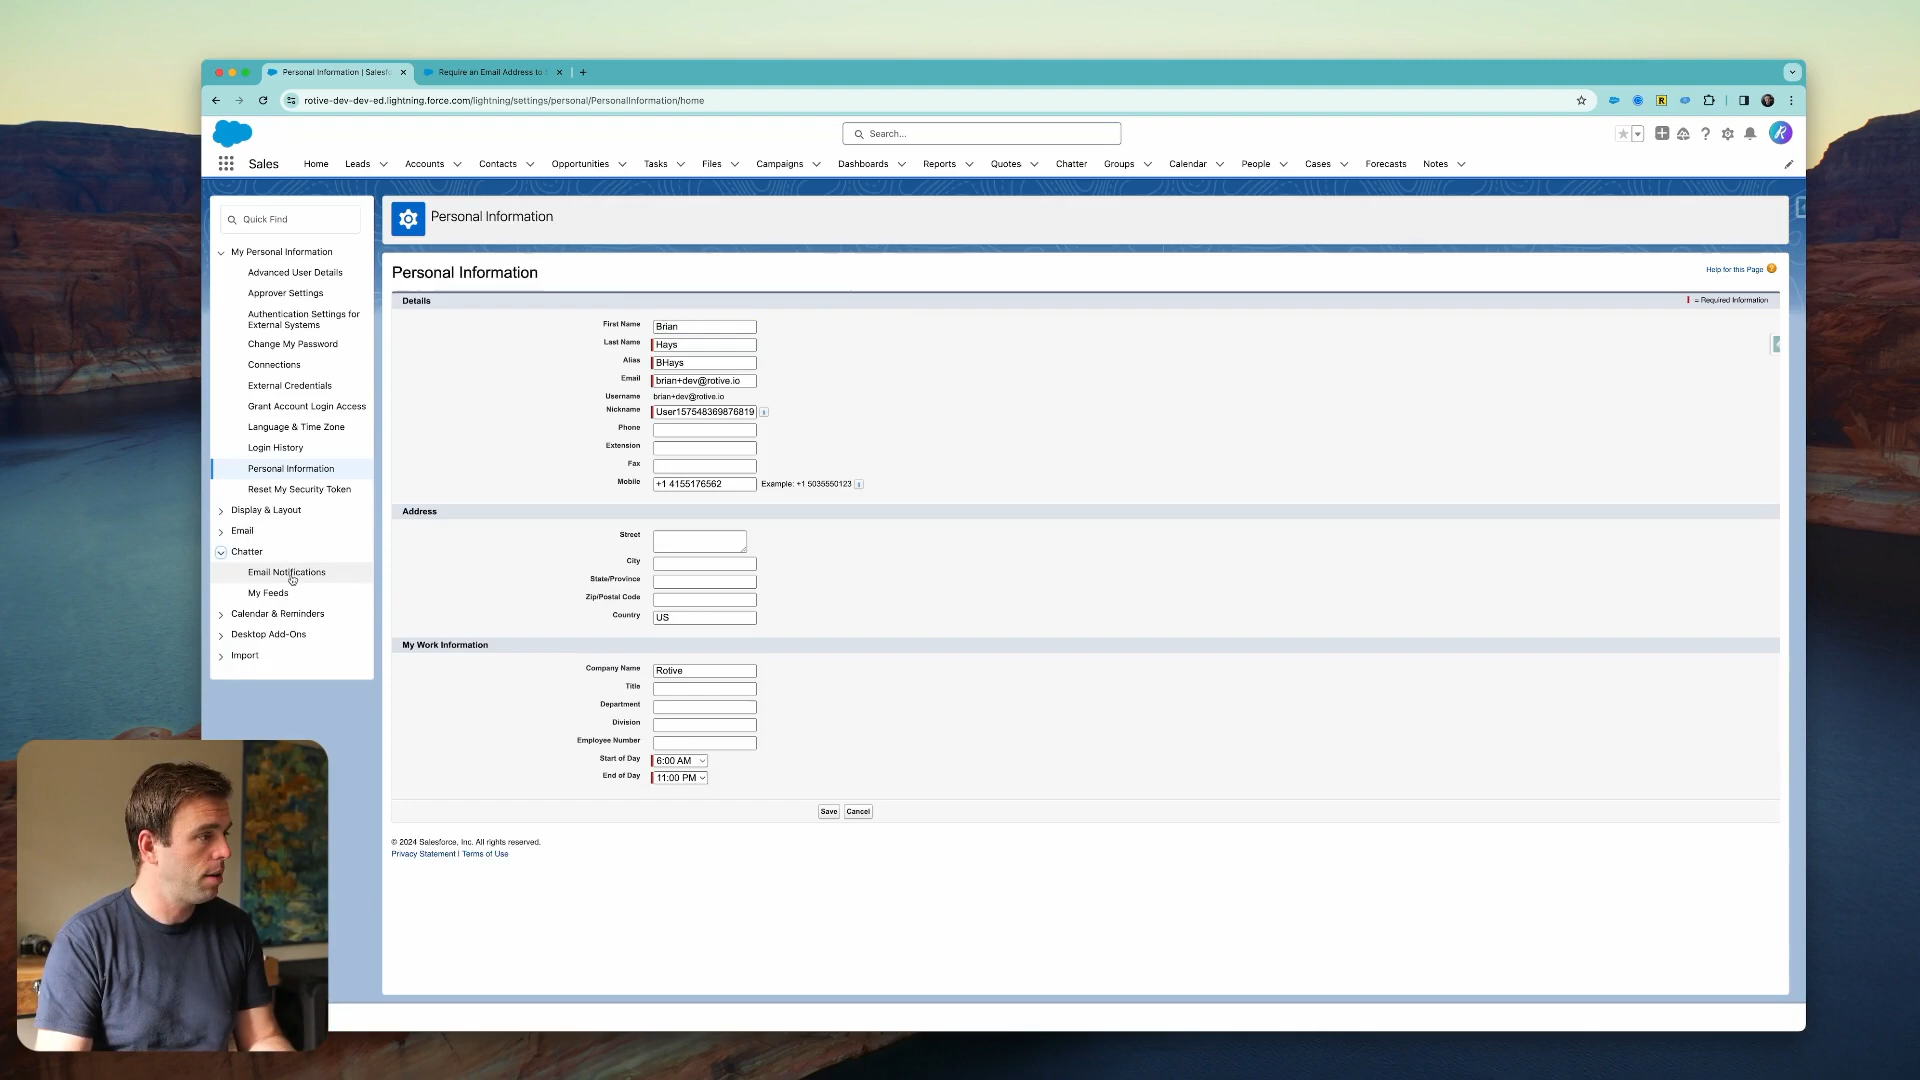 Personal Information | Salesfo
Require an Email Address to S
rotive-dev-dev-ed.lightning.force.com/lightning/settings/personal/PersonalInformation/home
Search...
Sales
Home
Leads
Accounts
Contacts
Opportunities
Tasks
Files
Campaigns
Dashboards
Reports
Quotes
Chatter
Groups
Calendar
People
Cases
Forecasts
Notes
Quick Find
My Personal Information
Advanced User Details
Approver Settings
Authentication Settings for
External Systems
Change My Password
Connections
External Credentials
Grant Account Login Access
Language & Time Zone
Login History
Personal Information
Reset My Security Token
Display & Layout
Email
Chatter
Email Notifications
My Feeds
Calendar & Reminders
Desktop Add-Ons
Import
Personal Information
Personal Information
Help for this Page
Details
= Required Information
First Name Brian
Last Name Hays
Alias BHays
Email brian+dev@rotive.io
Username brian+dev@rotive.io
Nickname User157548369876819
Phone
Extension
Fax
Mobile +1 4155176562 Example: +1 5035550123
Address
Street
City
State/Province
Zip/Postal Code
Country US
My Work Information
Company Name Rotive
Title
Department
Division
Employee Number
Start of Day 6:00 AM
End of Day 11:00 PM
Save Cancel
© 2024 Salesforce, Inc. All rights reserved.
Privacy Statement | Terms of Use